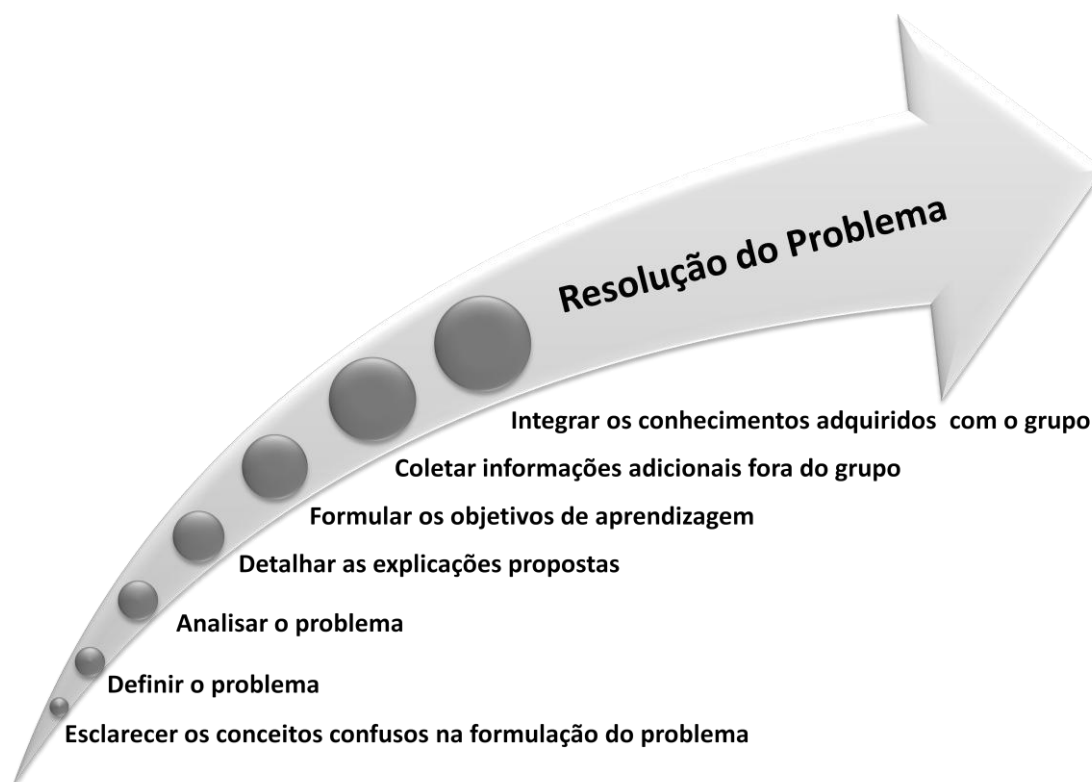 Resolução do Problema
Integrar os conhecimentos adquiridos com o grupo
Coletar informações adicionais fora do grupo
Formular os objetivos de aprendizagem
Detalhar as explicações propostas
Analisar o problema
Definir o problema
Esclarecer os conceitos confusos na formulação do problema